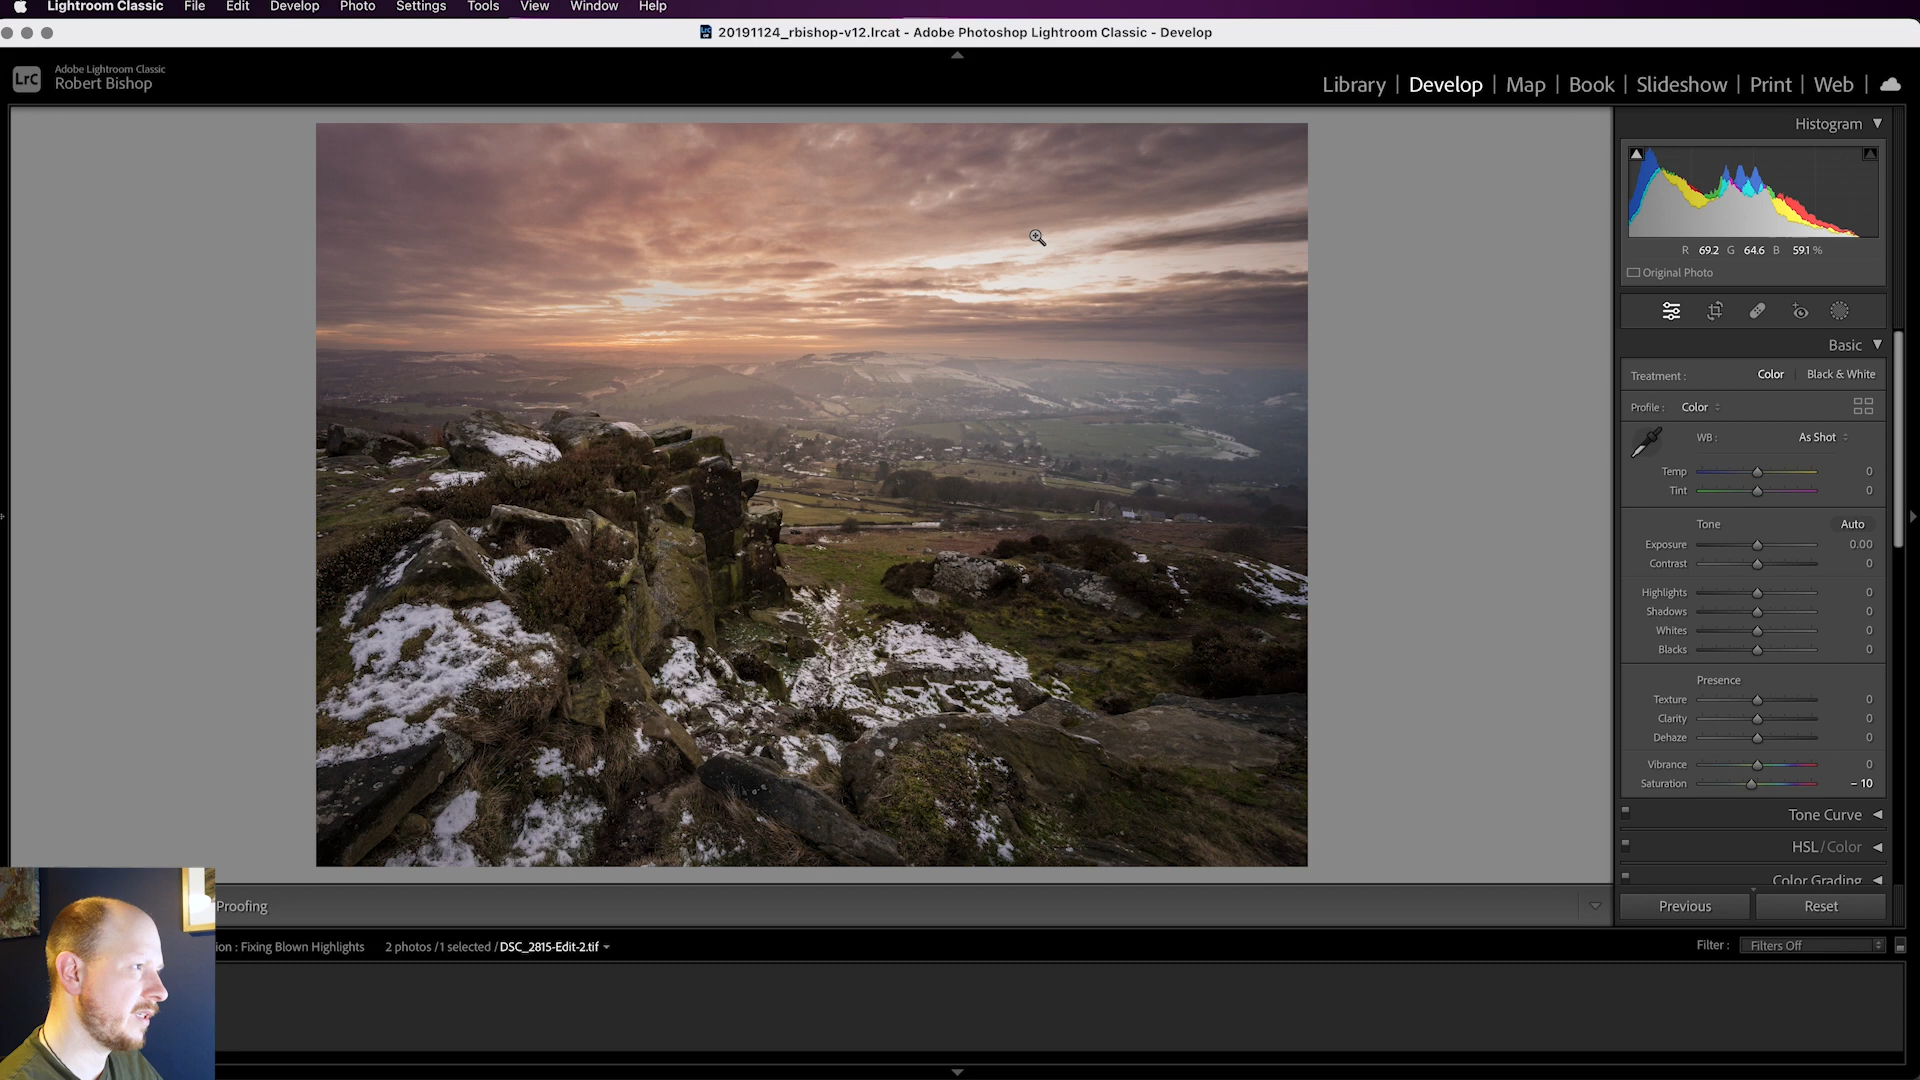 Lightroom Classic File Edit Develop Photo Settings Tools View Window Help
20191124_rbishop-v12.lrcat - Adobe Photoshop Lightroom Classic - Develop
LrC
Adobe Lightroom Classic
Robert Bishop
Library | Develop | Map | Book | Slideshow | Print | Web |
Histogram
R 69.2 G 64.6 B 59.1 %
Original Photo
Basic
Treatment : Color Black & White
Profile : Color
WB : As Shot
Temp 0
Tint 0
Tone Auto
Exposure 0.00
Contrast 0
Highlights 0
Shadows 0
Whites 0
Blacks 0
Presence
Texture 0
Clarity 0
Dehaze 0
Vibrance 0
Saturation – 10
Tone Curve
HSL / Color
Color Grading
Previous Reset
Proofing
ion : Fixing Blown Highlights 2 photos / 1 selected / DSC_2815-Edit-2.tif
Filter : Filters Off